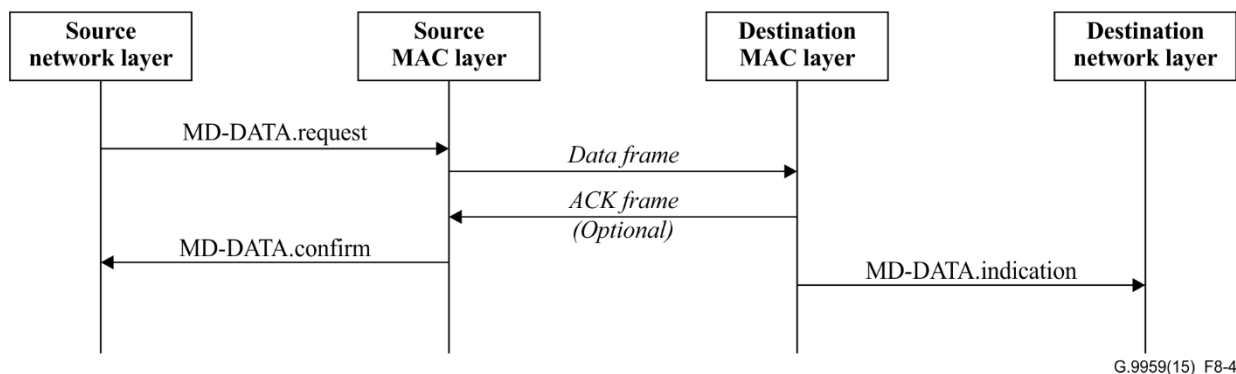 Source
network layer
Source
MAC layer
Destination
MAC layer
Destination
network layer
MD-DATA.request
Data frame
ACK frame
(Optional)
MD-DATA.confirm
MD-DATA.indication
G.9959(15)_F8-4